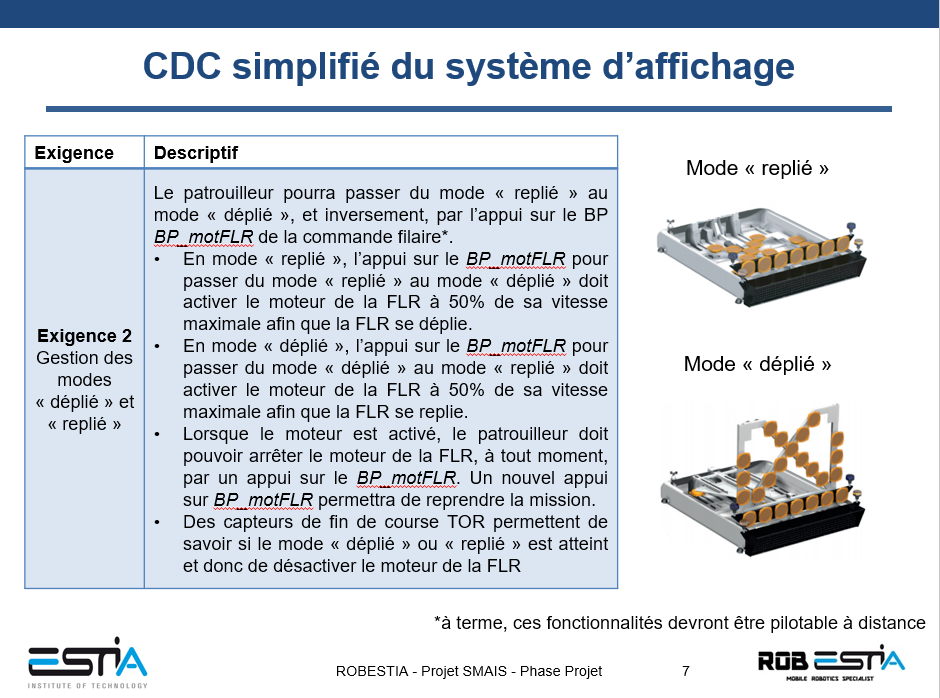 CDC simplifié du système d’affichage
Exigence
Descriptif
Exigence 2
Gestion des
modes
« déplié » et
« replié »
Le patrouilleur pourra passer du mode « replié » au
mode « déplié », et inversement, par l’appui sur le BP
BP_motFLR de la commande filaire*.
• En mode « replié », l’appui sur le BP_motFLR pour
passer du mode « replié » au mode « déplié » doit
activer le moteur de la FLR à 50% de sa vitesse
maximale afin que la FLR se déplie.
• En mode « déplié », l’appui sur le BP_motFLR pour
passer du mode « déplié » au mode « replié » doit
activer le moteur de la FLR à 50% de sa vitesse
maximale afin que la FLR se replie.
• Lorsque le moteur est activé, le patrouilleur doit
pouvoir arrêter le moteur de la FLR, à tout moment,
par un appui sur le BP_motFLR. Un nouvel appui
sur BP_motFLR permettra de reprendre la mission.
• Des capteurs de fin de course TOR permettent de
savoir si le mode « déplié » ou « replié » est atteint
et donc de désactiver le moteur de la FLR
Mode « replié »
Mode « déplié »
*à terme, ces fonctionnalités devront être pilotable à distance
ESTIA
INSTITUTE OF TECHNOLOGY
ROBESTIA - Projet SMAIS - Phase Projet
7
ROB ESTIA
MOBILE ROBOTICS SPECIALIST